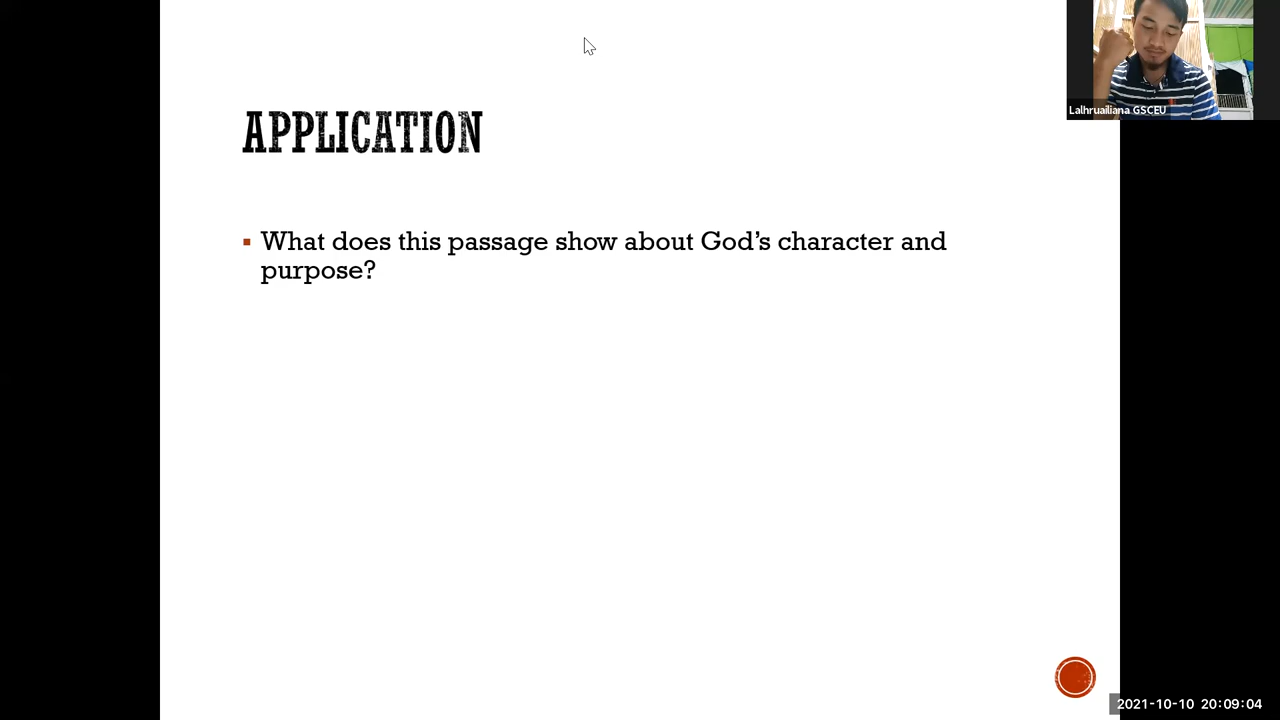 Lalhruailiana GSCEU
APPLICATION
What does this passage show about God's character and
purpose?
2021-10-10 20:09:04